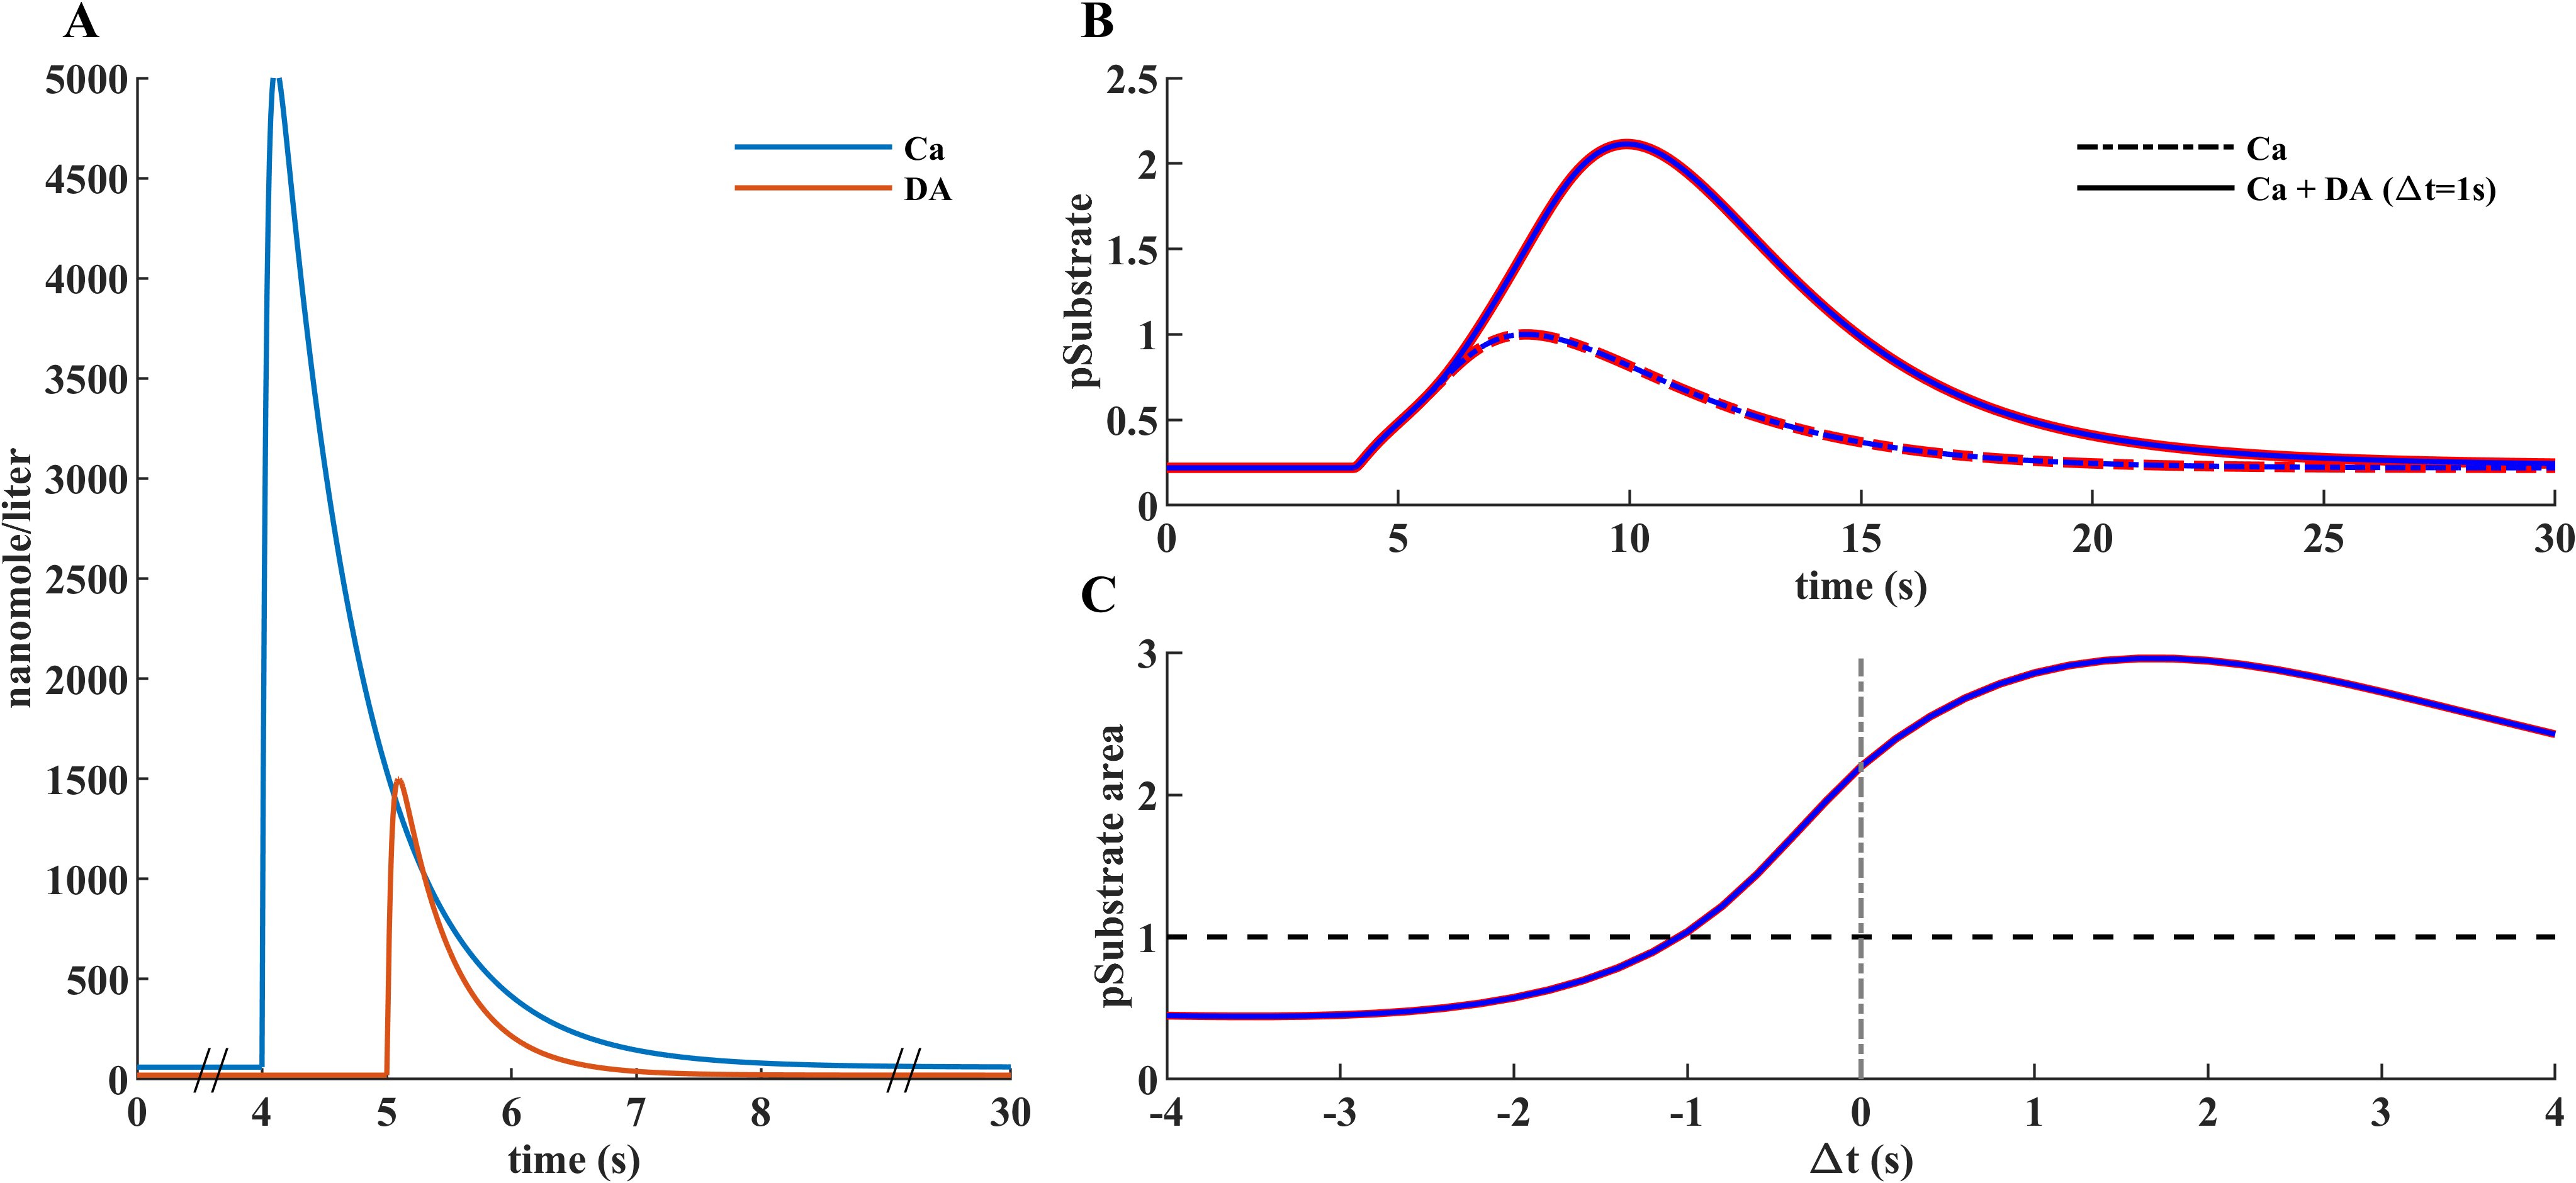 A
5000
4500
4000
3500
3000
2500
2000
1500
1000
500
0
nanomole/liter
Ca
DA
0 4 5 6 7 8 30
time (s)
B
2.5
2
1.5
1
0.5
0
pSubstrate
Ca
Ca + DA (Δt=1s)
0 5 10 15 20 25 30
time (s)
C
3
2
1
0
pSubstrate area
-4 -3 -2 -1 0 1 2 3 4
Δt (s)